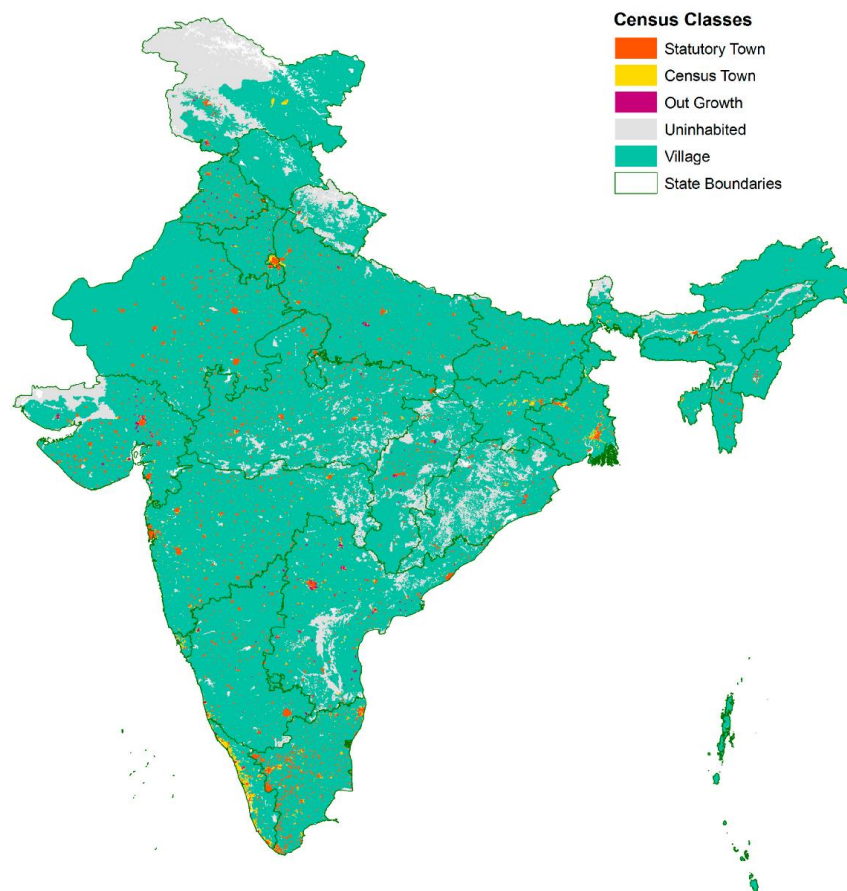 Census Classes
Statutory Town
Census Town
Out Growth
Uninhabited
Village
State Boundaries